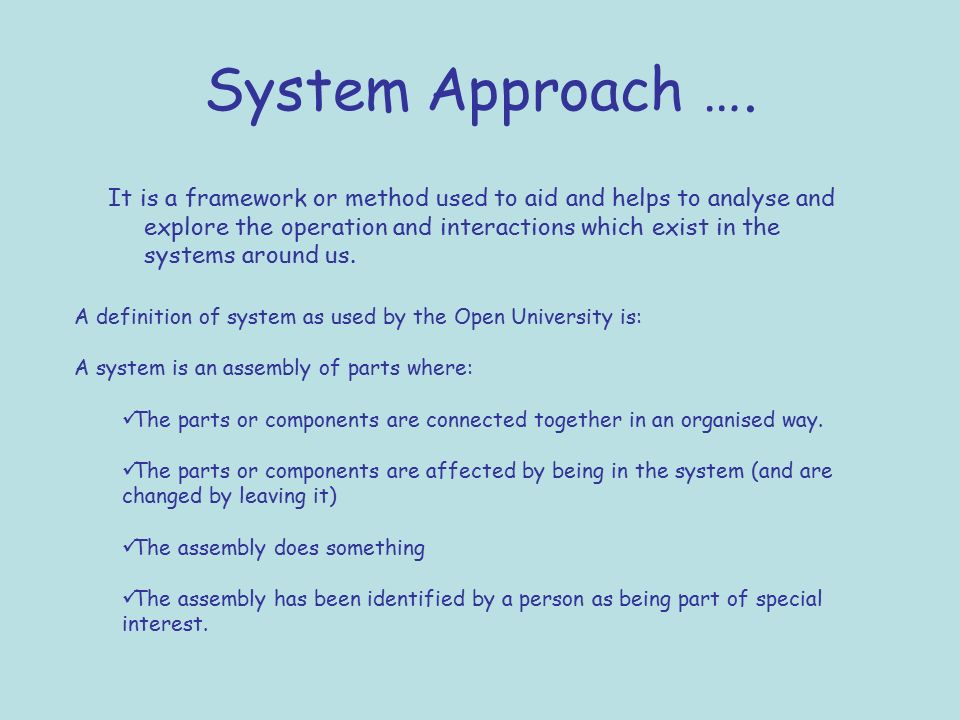 System Approach ....
It is a framework or method used to aid and helps to analyse and
explore the operation and interactions which exist in the
systems around us.
A definition of system as used by the Open University is:
A system is an assembly of parts where:
✓The parts or components are connected together in an organised way.
✓The parts or components are affected by being in the system (and are
changed by leaving it)
✓The assembly does something
✓The assembly has been identified by a person as being part of special
interest.